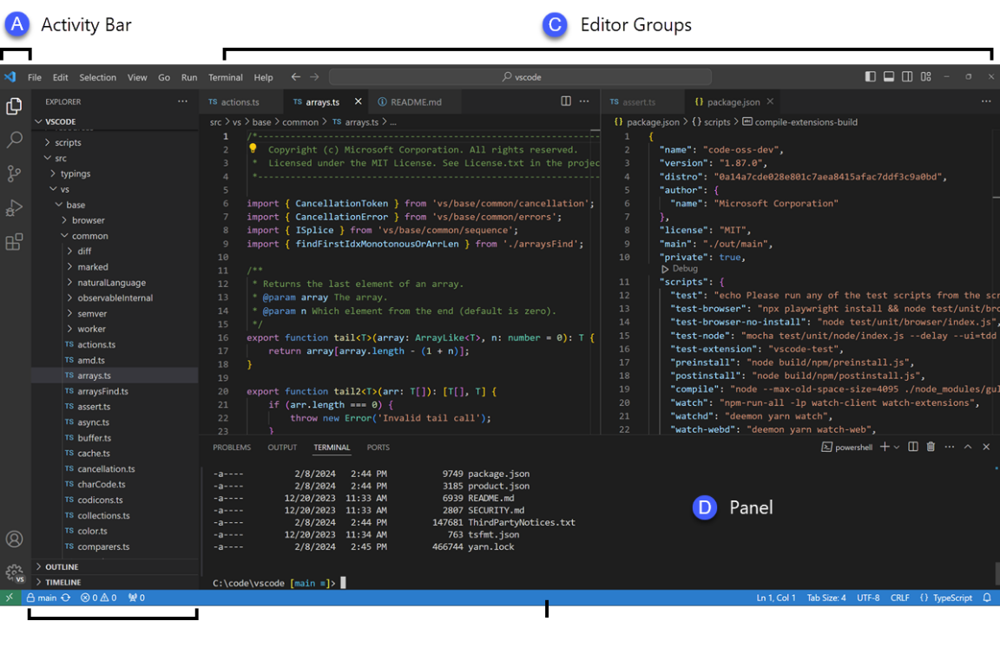 A Activity Bar
C Editor Groups
File Edit Selection View Go Run Terminal Help
vscode
EXPLORER
VSCODE
scripts
src
typings
vs
base
browser
common
diff
marked
naturalLanguage
observableInternal
semver
worker
TS actions.ts
TS amd.ts
TS arrays.ts
TS arraysFind.ts
TS assert.ts
TS async.ts
TS buffer.ts
TS cache.ts
TS cancellation.ts
TS charCode.ts
TS codicons.ts
TS collections.ts
TS color.ts
TS comparers.ts
OUTLINE
TIMELINE
TS actions.ts TS arrays.ts README.md
src > vs > base > common > TS arrays.ts > ...
1 /*---------------------------------------------------------------
2 Copyright (c) Microsoft Corporation. All rights reserved.
3 * Licensed under the MIT License. See License.txt in the projec
4 *---------------------------------------------------------------
5
6 import { CancellationToken } from 'vs/base/common/cancellation';
7 import { CancellationError } from 'vs/base/common/errors';
8 import { ISplice } from 'vs/base/common/sequence';
9 import { findFirstIdxMonotonousOrArrLen } from './arraysFind';
10
11 /**
12 * Returns the last element of an array.
13 * @param array The array.
14 * @param n Which element from the end (default is zero).
15 */
16 export function tail<T>(array: ArrayLike<T>, n: number = 0): T {
17 return array[array.length - (1 + n)];
18 }
19
20 export function tail2<T>(arr: T[]): [T[], T] {
21 if (arr.length === 0) {
22 throw new Error('Invalid tail call');
23 }
TS assert.ts {} package.json
{} package.json > {} scripts > compile-extensions-build
1 {
2 "name": "code-oss-dev",
3 "version": "1.87.0",
4 "distro": "0a14a7cde028e801c7aea8415afac7ddf3c9a0bd",
5 "author": {
6 "name": "Microsoft Corporation"
7 },
8 "license": "MIT",
9 "main": "./out/main",
10 "private": true,
Debug
11 "scripts": {
12 "test": "echo Please run any of the test scripts from the scr
13 "test-browser": "npx playwright install && node test/unit/bro
14 "test-browser-no-install": "node test/unit/browser/index.js",
15 "test-node": "mocha test/unit/node/index.js --delay --ui=tdd
16 "test-extension": "vscode-test",
17 "preinstall": "node build/npm/preinstall.js",
18 "postinstall": "node build/npm/postinstall.js",
19 "compile": "node --max-old-space-size=4095 ./node_modules/gul
20 "watch": "npm-run-all -lp watch-client watch-extensions",
21 "watchd": "deemon yarn watch",
22 "watch-webd": "deemon yarn watch-web",
PROBLEMS OUTPUT TERMINAL PORTS
powershell
-a---- 2/8/2024 2:44 PM 9749 package.json
-a---- 2/8/2024 2:44 PM 3185 product.json
-a---- 12/20/2023 11:33 AM 6939 README.md
-a---- 12/20/2023 11:33 AM 2807 SECURITY.md
-a---- 2/8/2024 2:44 PM 147681 ThirdPartyNotices.txt
-a---- 12/20/2023 11:34 AM 763 tsfmt.json
-a---- 2/8/2024 2:45 PM 466744 yarn.lock
D Panel
C:\code\vscode [main ≡]>
VS
main 0 0 0
Ln 1, Col 1 Tab Size: 4 UTF-8 CRLF {} TypeScript